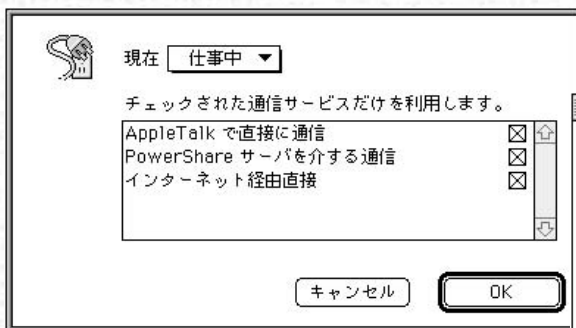 現在 仕事中 ▼
チェックされた通信サービスだけを利用します。
AppleTalk で直接に通信
PowerShare サーバを介する通信
インターネット経由直接
キャンセル OK